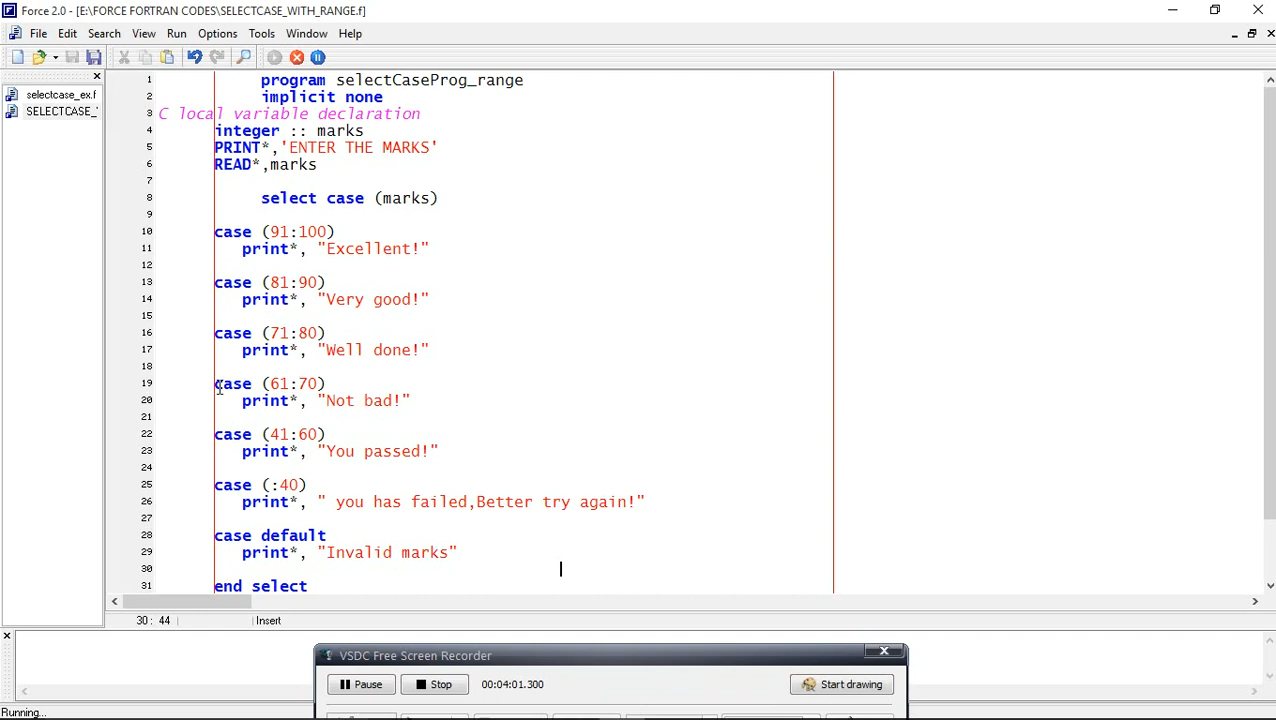 Force 2.0 - [E:\FORCE FORTRAN CODES\SELECTCASE_WITH_RANGE.f]
File Edit Search View Run Options Tools Window Help
selectcase_ex.f
SELECTCASE_'
1 program selectCaseProg_range
2 implicit none
3 C local variable declaration
4 integer :: marks
5 PRINT*,'ENTER THE MARKS'
6 READ*,marks
7
8 select case (marks)
9
10 case (91:100)
11 print*, "Excellent!"
12
13 case (81:90)
14 print*, "Very good!"
15
16 case (71:80)
17 print*, "Well done!"
18
19 case (61:70)
20 print*, "Not bad!"
21
22 case (41:60)
23 print*, "You passed!"
24
25 case (:40)
26 print*, " you has failed,Better try again!"
27
28 case default
29 print*, "Invalid marks"
30
31 end select
30: 44 Insert
VSDC Free Screen Recorder
Pause Stop 00:04:01.300 Start drawing
Running...